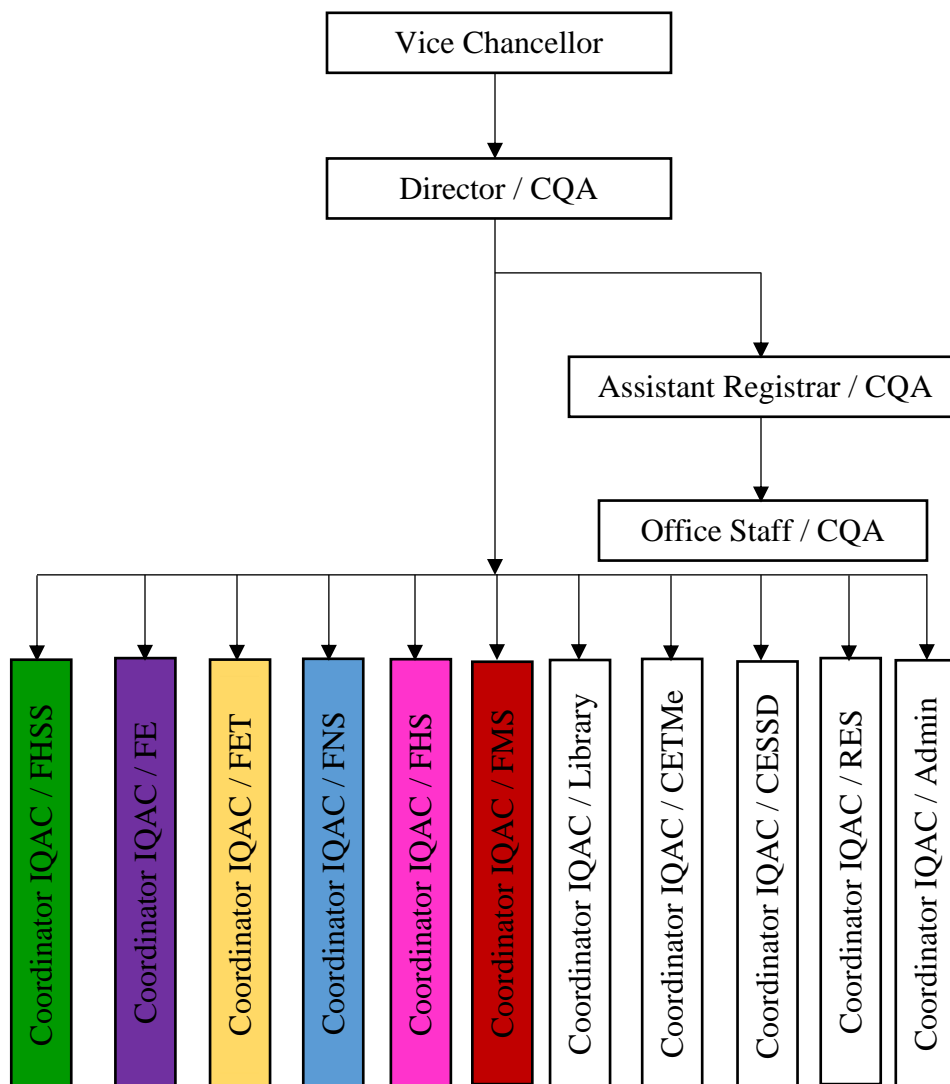 Vice Chancellor
Director / CQA
Assistant Registrar / CQA
Office Staff / CQA
Coordinator IQAC / FHSS
Coordinator IQAC / FE
Coordinator IQAC / FET
Coordinator IQAC / FNS
Coordinator IQAC / FHS
Coordinator IQAC / FMS
Coordinator IQAC / Library
Coordinator IQAC / CETMe
Coordinator IQAC / CESSD
Coordinator IQAC / RES
Coordinator IQAC / Admin